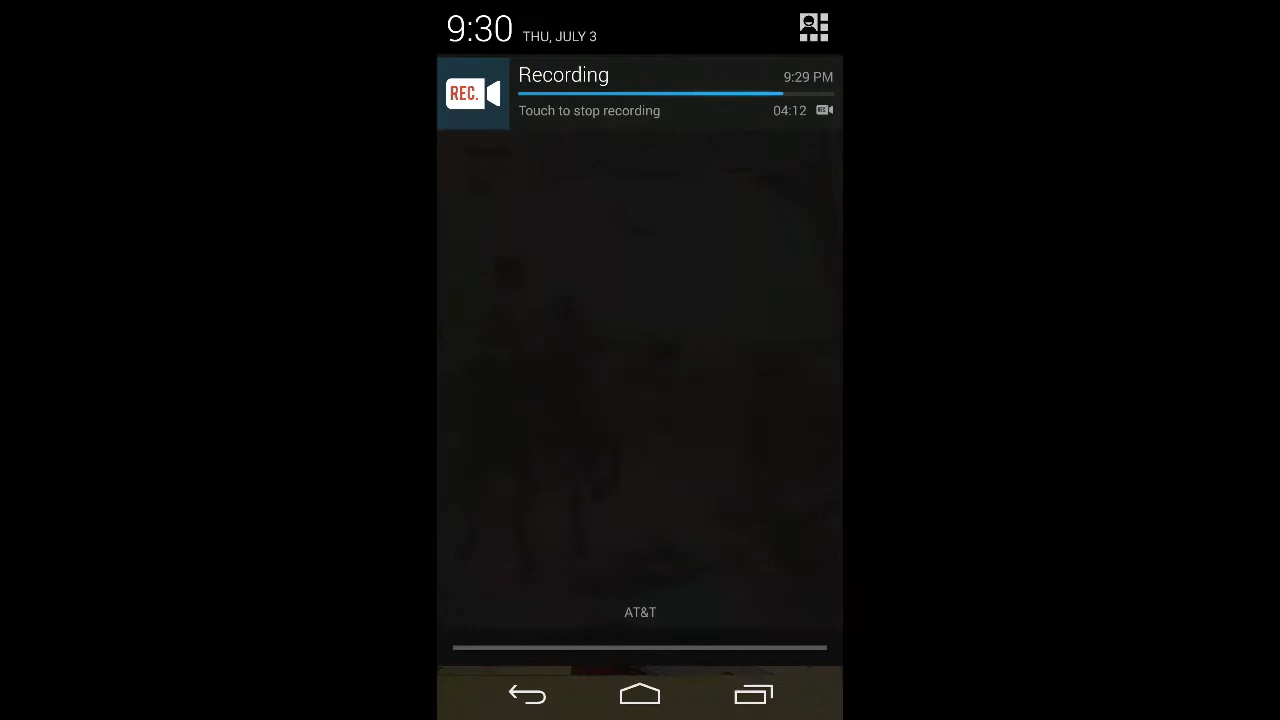 9:30 THU, JULY 3
REC. Recording 9:29 PM
Touch to stop recording 04:12
AT&T